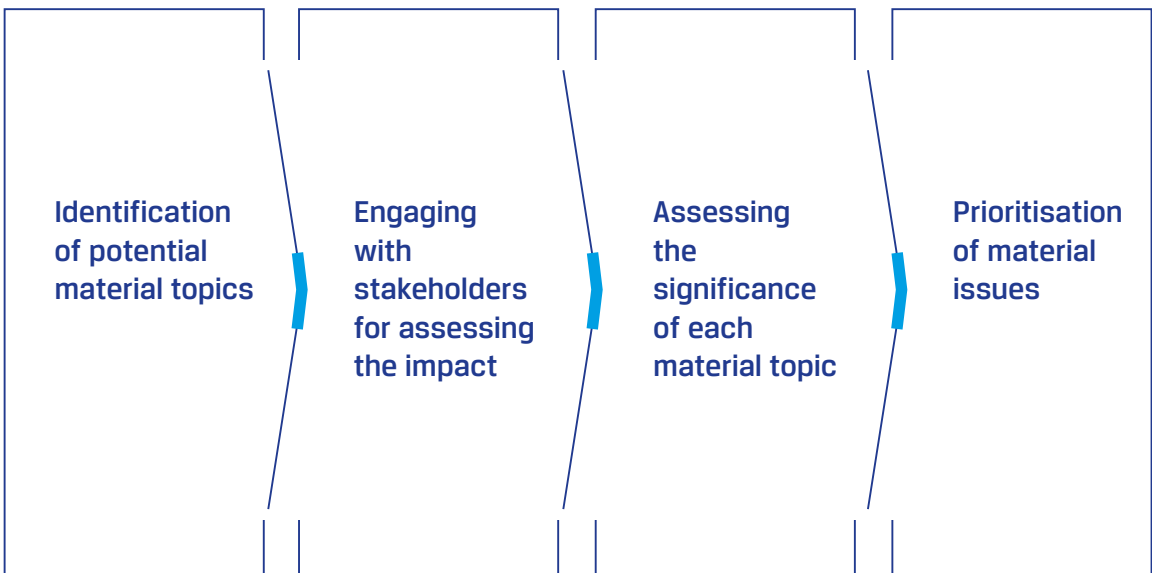 Identification
of potential
material topics
Engaging
with
stakeholders
for assessing
the impact
Assessing
the
significance
of each
material topic
Prioritisation
of material
issues